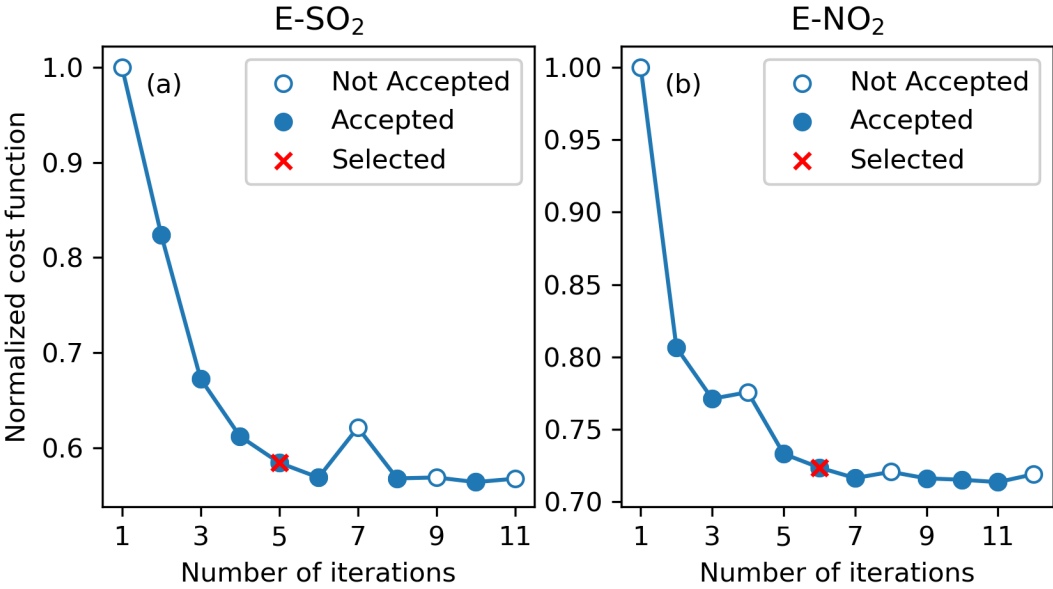 E-SO₂
(a)
Not Accepted
Accepted
Selected
Normalized cost function
1.0
0.9
0.8
0.7
0.6
1 3 5 7 9 11
Number of iterations
E-NO₂
(b)
Not Accepted
Accepted
Selected
1.00
0.95
0.90
0.85
0.80
0.75
0.70
1 3 5 7 9 11
Number of iterations